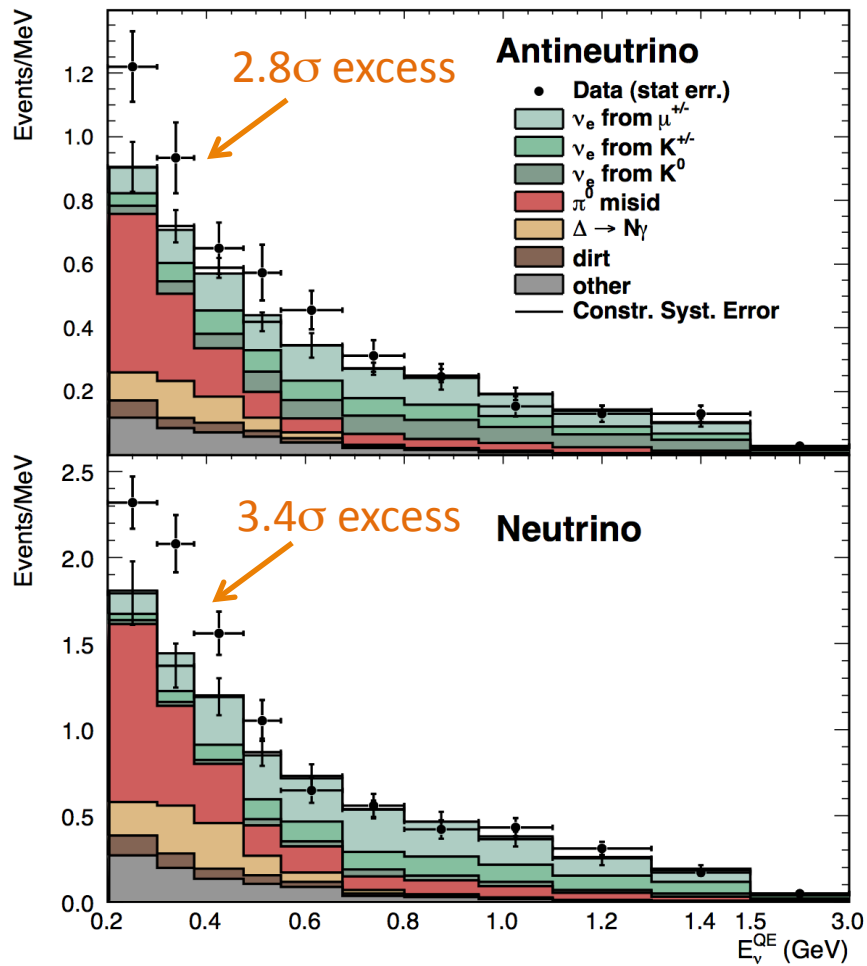 Events/MeV
1.2
1.0
0.8
0.6
0.4
0.2
2.8σ excess
Antineutrino
Data (stat err.)
νe from μ+/-
νe from K+/-
νe from K0
π0 misid
Δ → Nγ
dirt
other
Constr. Syst. Error
Events/MeV
2.5
2.0
1.5
1.0
0.5
0.0
3.4σ excess
Neutrino
0.2 0.4 0.6 0.8 1.0 1.2 1.4 1.5 3.0
EνQE (GeV)